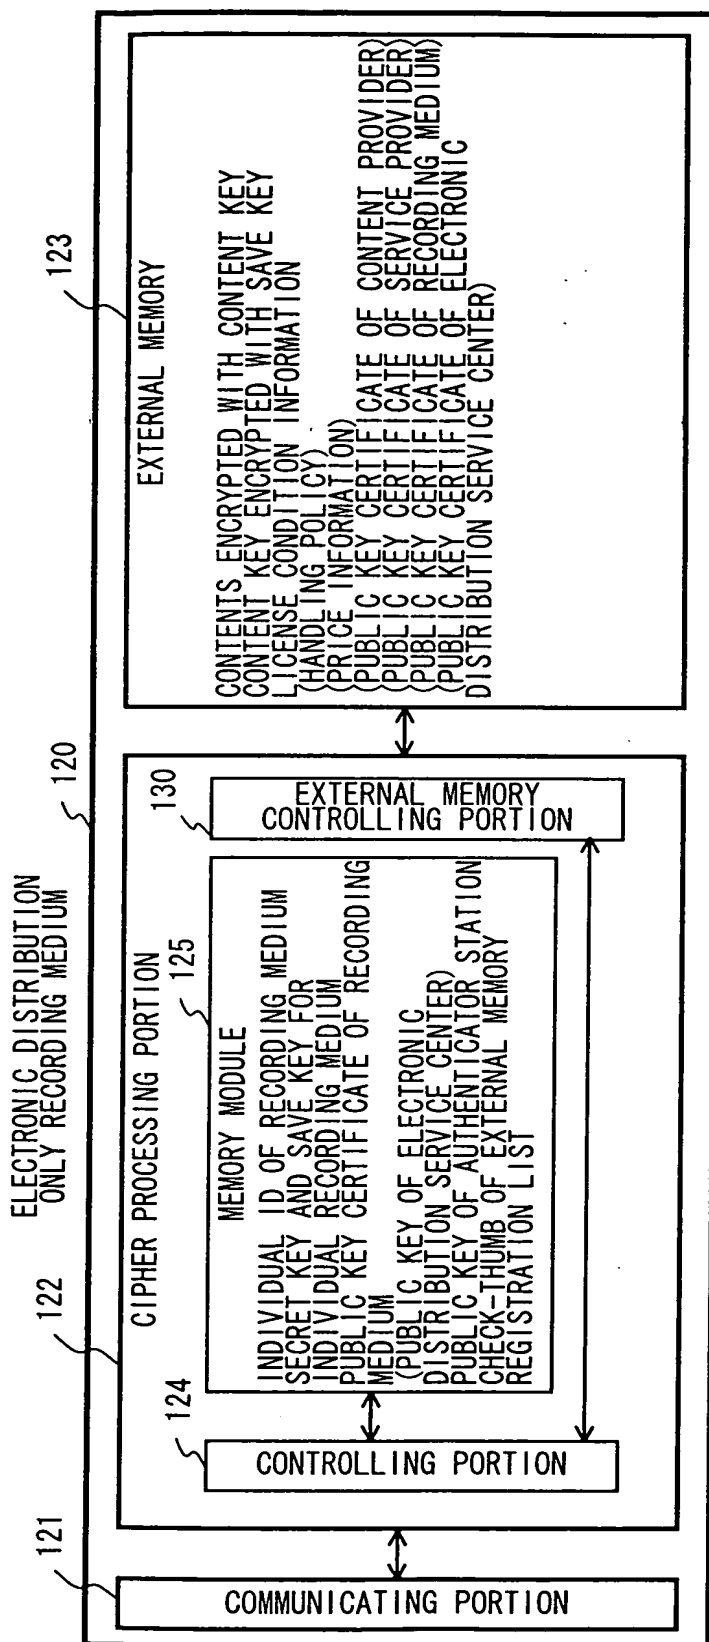 ELECTRONIC DISTRIBUTION
ONLY RECORDING MEDIUM
120
121
COMMUNICATING PORTION
122
CIPHER PROCESSING PORTION
124
CONTROLLING PORTION
125
MEMORY MODULE
INDIVIDUAL ID OF RECORDING MEDIUM
SECRET KEY AND SAVE KEY FOR
INDIVIDUAL RECORDING MEDIUM
PUBLIC KEY CERTIFICATE OF RECORDING
MEDIUM
(PUBLIC KEY OF ELECTRONIC
DISTRIBUTION SERVICE CENTER)
PUBLIC KEY OF AUTHENTICATOR STATION
CHECK-THUMB OF EXTERNAL MEMORY
REGISTRATION LIST
130
EXTERNAL MEMORY
CONTROLLING PORTION
123
EXTERNAL MEMORY
CONTENTS ENCRYPTED WITH CONTENT KEY
CONTENT KEY ENCRYPTED WITH SAVE KEY
LICENSE CONDITION INFORMATION
(HANDLING POLICY)
(PRICE INFORMATION)
(PUBLIC KEY CERTIFICATE OF CONTENT PROVIDER)
(PUBLIC KEY CERTIFICATE OF SERVICE PROVIDER)
(PUBLIC KEY CERTIFICATE OF RECORDING MEDIUM)
(PUBLIC KEY CERTIFICATE OF ELECTRONIC
DISTRIBUTION SERVICE CENTER)